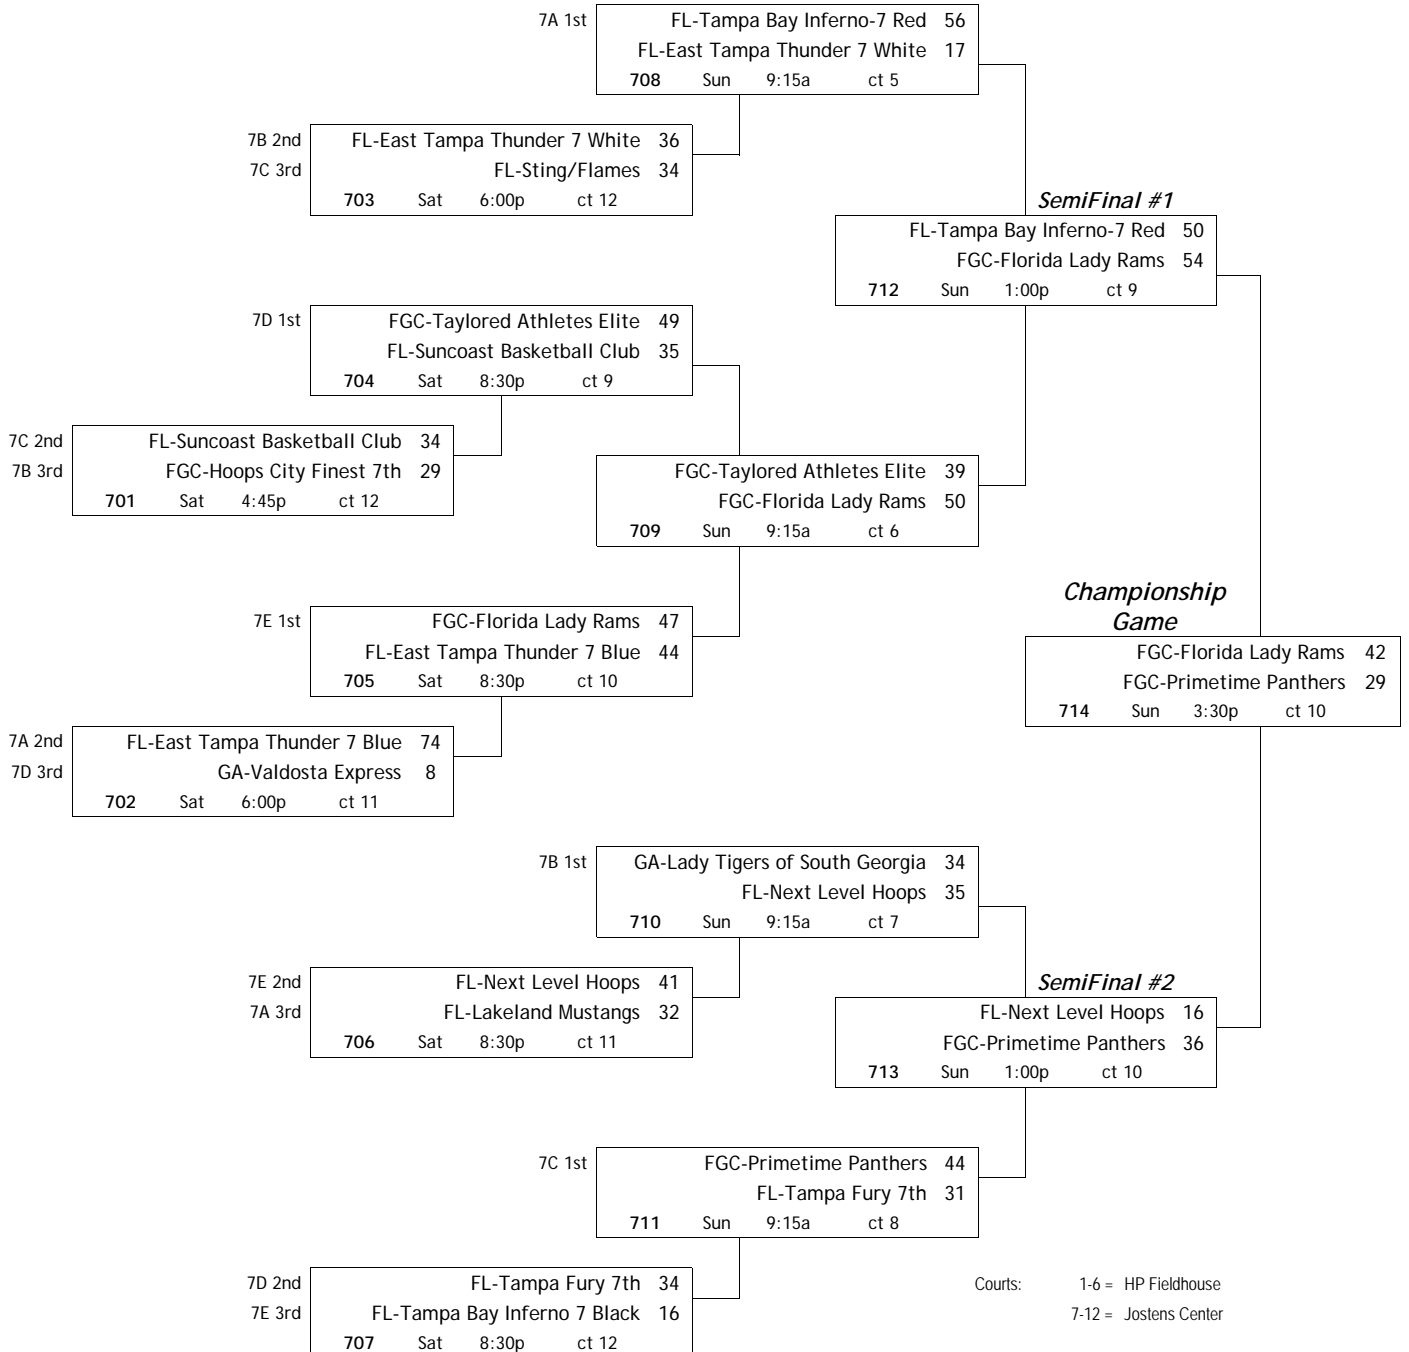 7A 1st FL-Tampa Bay Inferno-7 Red 56
FL-East Tampa Thunder 7 White 17
708 Sun 9:15a ct 5
7B 2nd FL-East Tampa Thunder 7 White 36
7C 3rd FL-Sting/Flames 34
703 Sat 6:00p ct 12
SemiFinal #1
FL-Tampa Bay Inferno-7 Red 50
FGC-Florida Lady Rams 54
712 Sun 1:00p ct 9
7D 1st FGC-Taylored Athletes Elite 49
FL-Suncoast Basketball Club 35
704 Sat 8:30p ct 9
7C 2nd FL-Suncoast Basketball Club 34
7B 3rd FGC-Hoops City Finest 7th 29
701 Sat 4:45p ct 12
FGC-Taylored Athletes Elite 39
FGC-Florida Lady Rams 50
709 Sun 9:15a ct 6
7E 1st FGC-Florida Lady Rams 47
FL-East Tampa Thunder 7 Blue 44
705 Sat 8:30p ct 10
Championship
Game
FGC-Florida Lady Rams 42
FGC-Primetime Panthers 29
714 Sun 3:30p ct 10
7A 2nd FL-East Tampa Thunder 7 Blue 74
7D 3rd GA-Valdosta Express 8
702 Sat 6:00p ct 11
7B 1st GA-Lady Tigers of South Georgia 34
FL-Next Level Hoops 35
710 Sun 9:15a ct 7
7E 2nd FL-Next Level Hoops 41
7A 3rd FL-Lakeland Mustangs 32
706 Sat 8:30p ct 11
SemiFinal #2
FL-Next Level Hoops 16
FGC-Primetime Panthers 36
713 Sun 1:00p ct 10
7C 1st FGC-Primetime Panthers 44
FL-Tampa Fury 7th 31
711 Sun 9:15a ct 8
7D 2nd FL-Tampa Fury 7th 34
7E 3rd FL-Tampa Bay Inferno 7 Black 16
707 Sat 8:30p ct 12
Courts: 1-6 = HP Fieldhouse
7-12 = Jostens Center